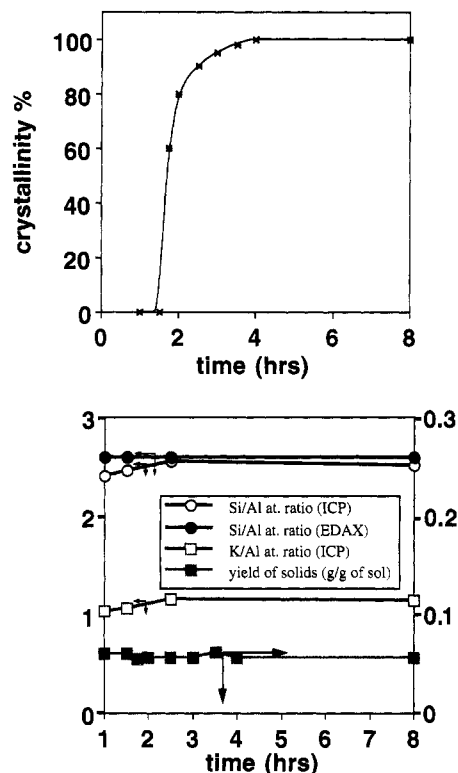 crystallinity %
100
80
60
40
20
0
0 2 4 6 8
time (hrs)
3 0.3
2 0.2
1 0.1
0 0
Si/Al at. ratio (ICP)
Si/Al at. ratio (EDAX)
K/Al at. ratio (ICP)
yield of solids (g/g of sol)
1 2 3 4 5 6 7 8
time (hrs)